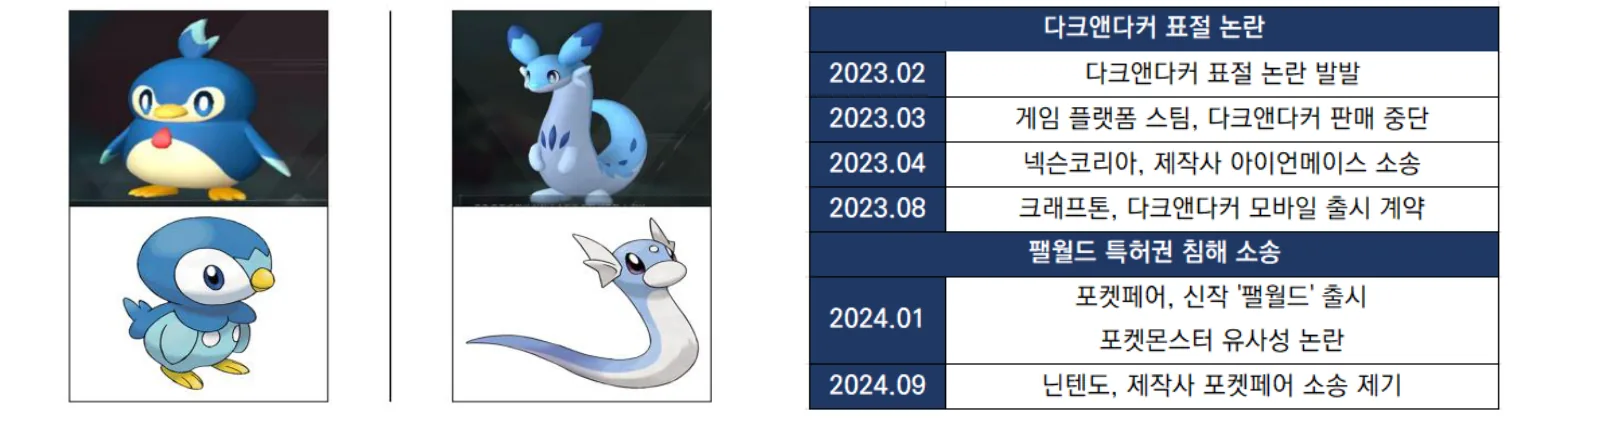 다크앤다커 표절 논란
2023.02 다크앤다커 표절 논란 발발
2023.03 게임 플랫폼 스팀, 다크앤다커 판매 중단
2023.04 넥슨코리아, 제작사 아이언메이스 소송
2023.08 크래프톤, 다크앤다커 모바일 출시 계약
팰월드 특허권 침해 소송
2024.01 포켓페어, 신작 '팰월드' 출시
포켓몬스터 유사성 논란
2024.09 닌텐도, 제작사 포켓페어 소송 제기